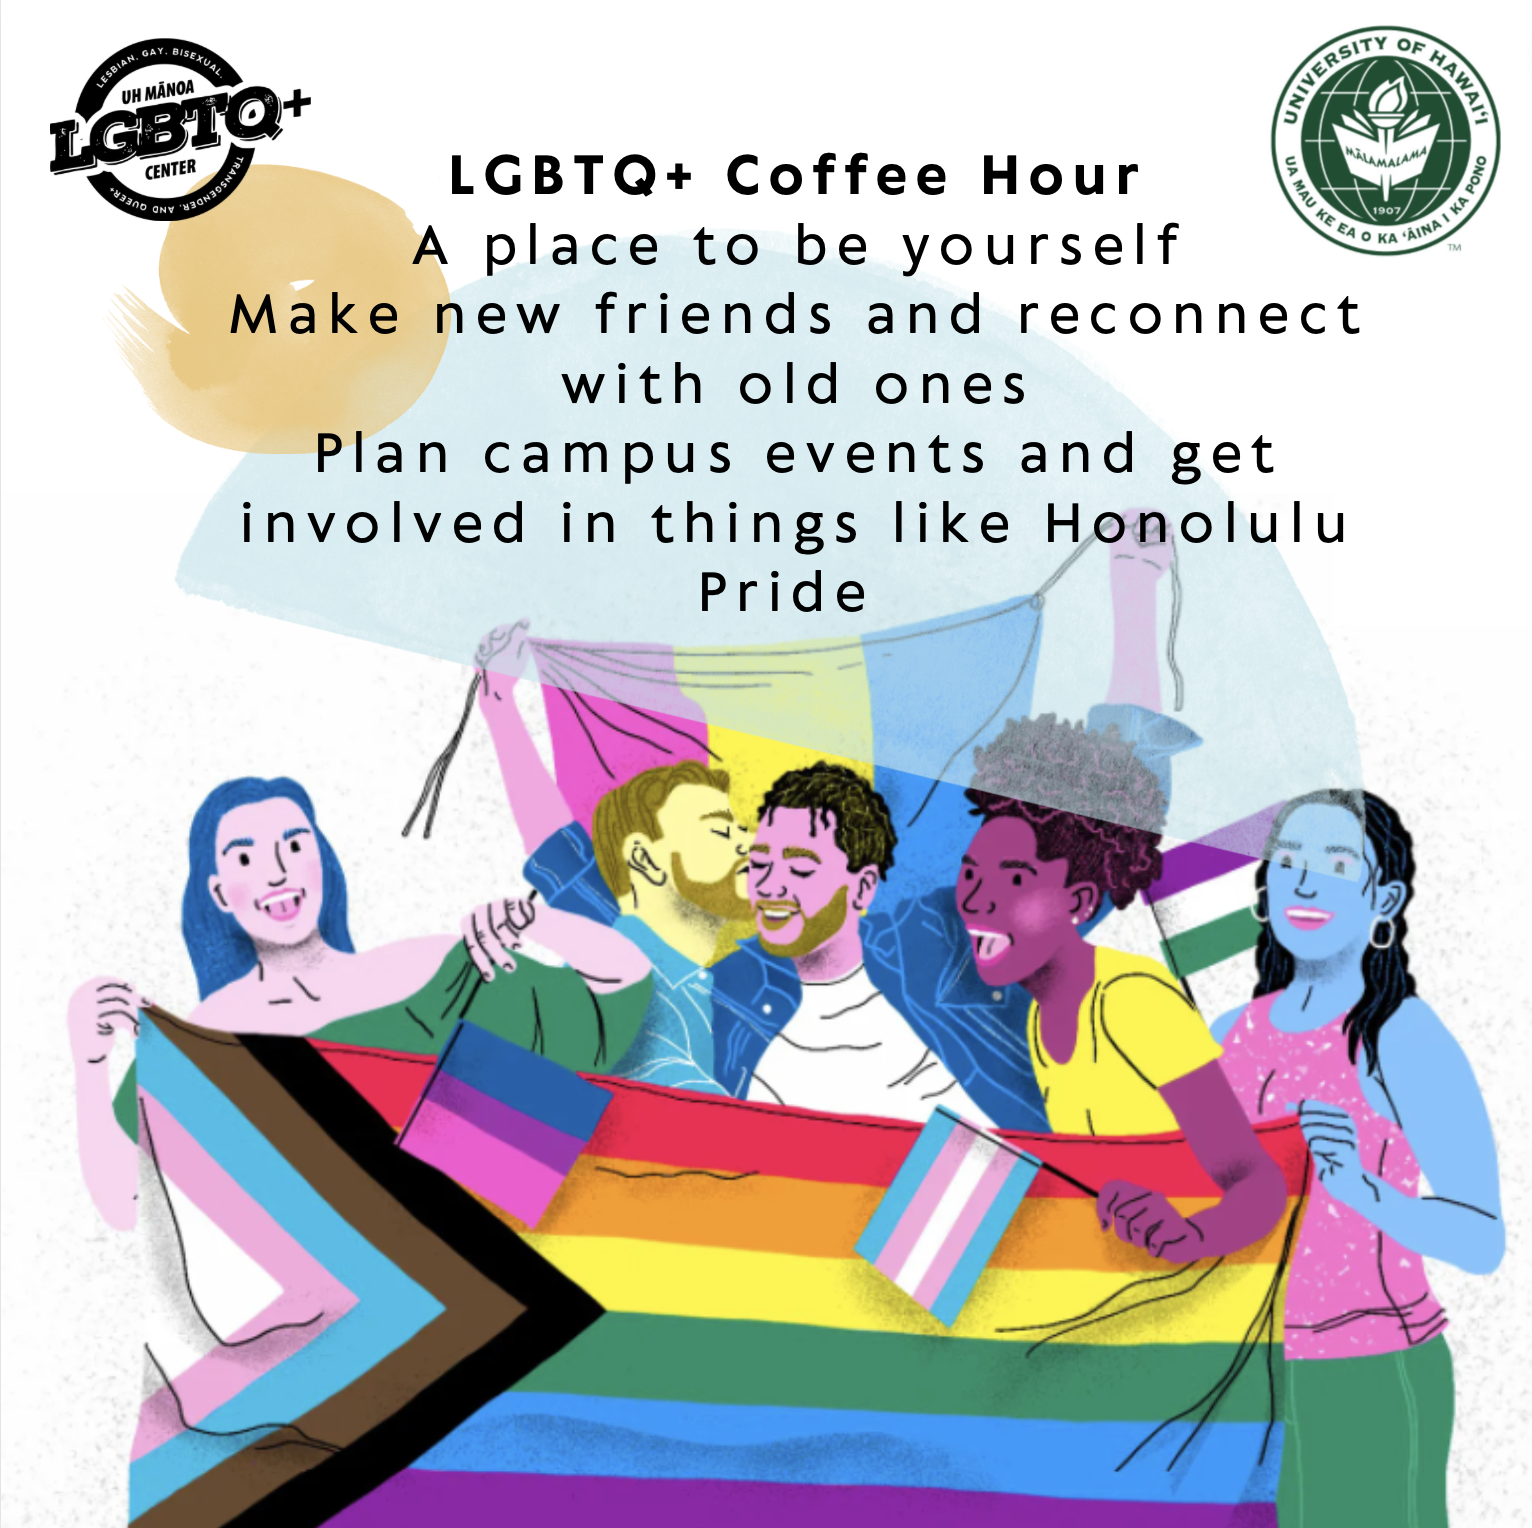 LESBIAN, GAY, BISEXUAL,
UH MĀNOA
LGBTQ+
CENTER
TRANSGENDER, AND QUEER+
UNIVERSITY OF HAWAIʻI
MĀLAMALAMA
1907
UA MAU KE EA O KA ʻĀINA I KA PONO
TM
LGBTQ+ Coffee Hour
A place to be yourself
Make new friends and reconnect
with old ones
Plan campus events and get
involved in things like Honolulu
Pride